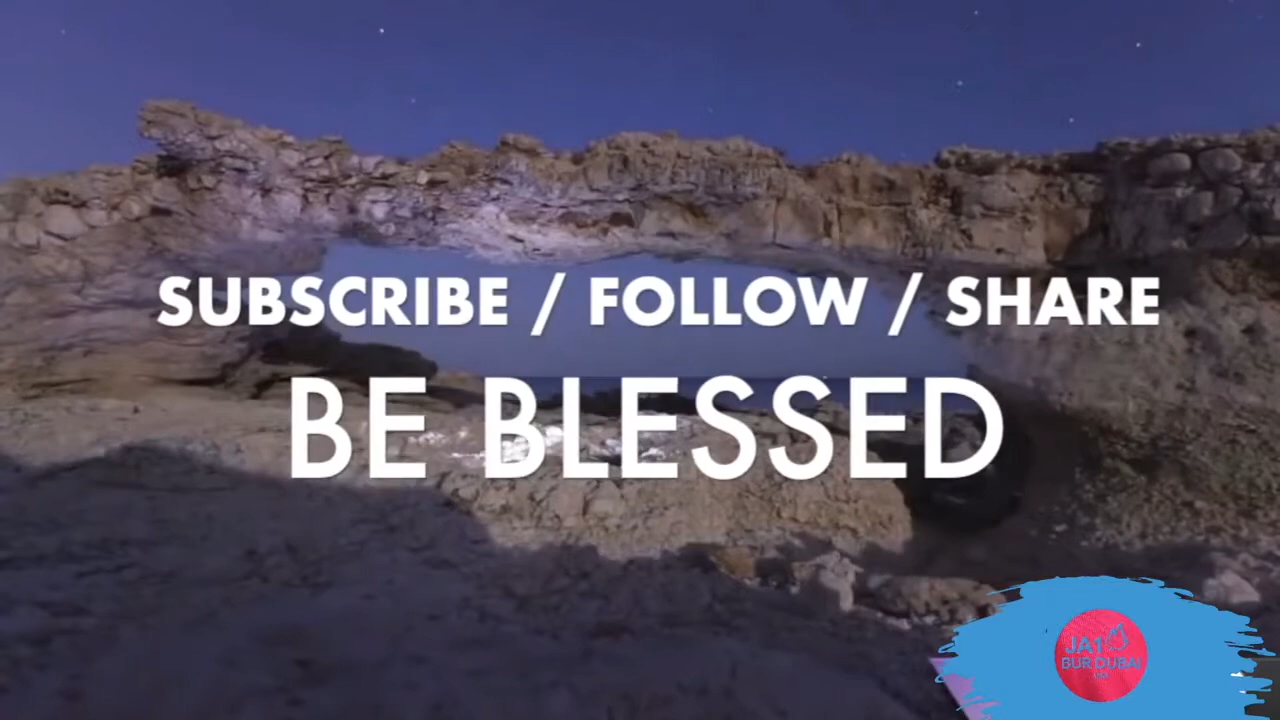 SUBSCRIBE / FOLLOW / SHARE
BE BLESSED
JA1
BUR DUBAI